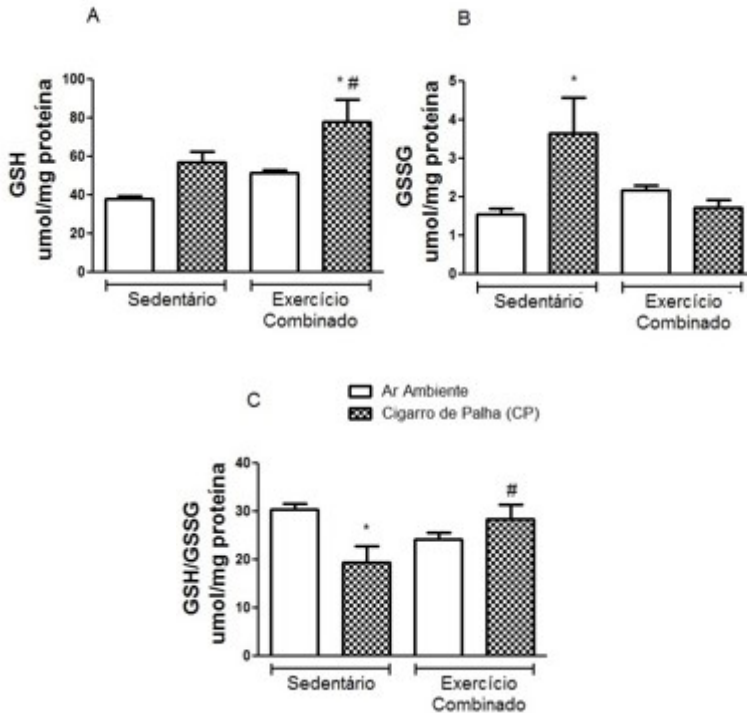 A
GSH
umol/mg proteína
100
80
60
40
20
0
* #
Sedentário
Exercício
Combinado
B
GSSG
umol/mg proteína
5
4
3
2
1
0
*
Sedentário
Exercício
Combinado
Ar Ambiente
Cigarro de Palha (CP)
C
GSH/GSSG
umol/mg proteína
40
30
20
10
0
*
#
Sedentário
Exercício
Combinado